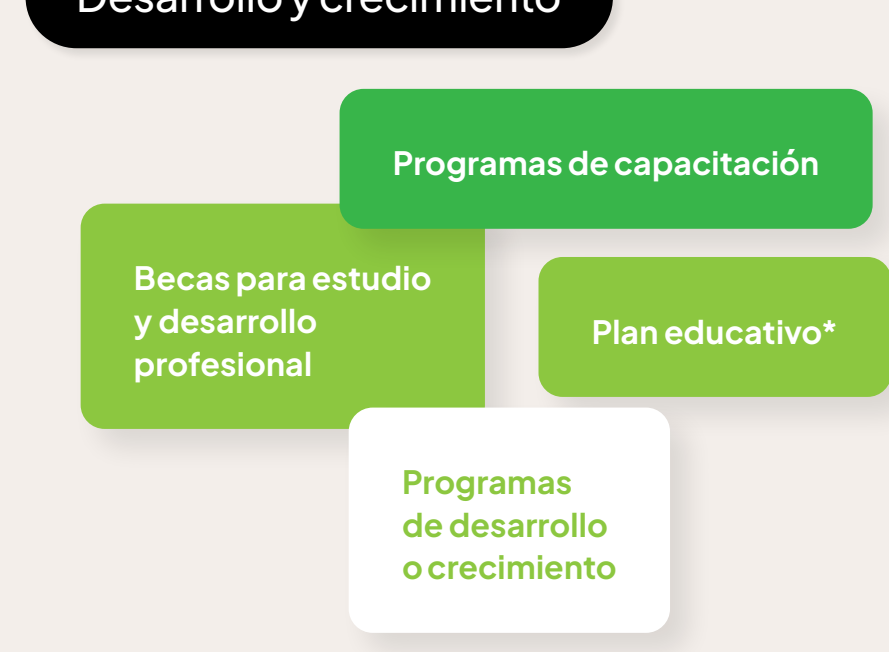 Desarrollo y crecimiento
Programas de capacitación
Becas para estudio
y desarrollo
profesional
Plan educativo*
Programas
de desarrollo
o crecimiento